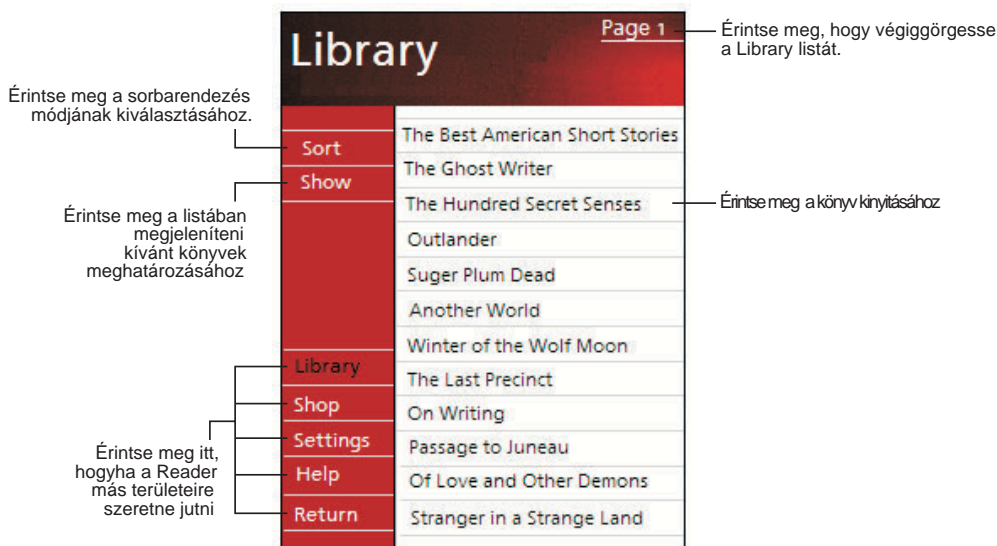 Page 1
Library
Érintse meg, hogy végiggörgesse
a Library listát.
Érintse meg a sorbarendezés
módjának kiválasztásához.
Sort
Show
Érintse meg a listában
megjeleníteni
kívánt könyvek
meghatározásához
The Best American Short Stories
The Ghost Writer
The Hundred Secret Senses
Érintse meg a könyv kinyitásához
Outlander
Suger Plum Dead
Another World
Winter of the Wolf Moon
The Last Precinct
On Writing
Passage to Juneau
Of Love and Other Demons
Stranger in a Strange Land
Library
Shop
Settings
Help
Return
Érintse meg itt,
hogyha a Reader
más területeire
szeretne jutni